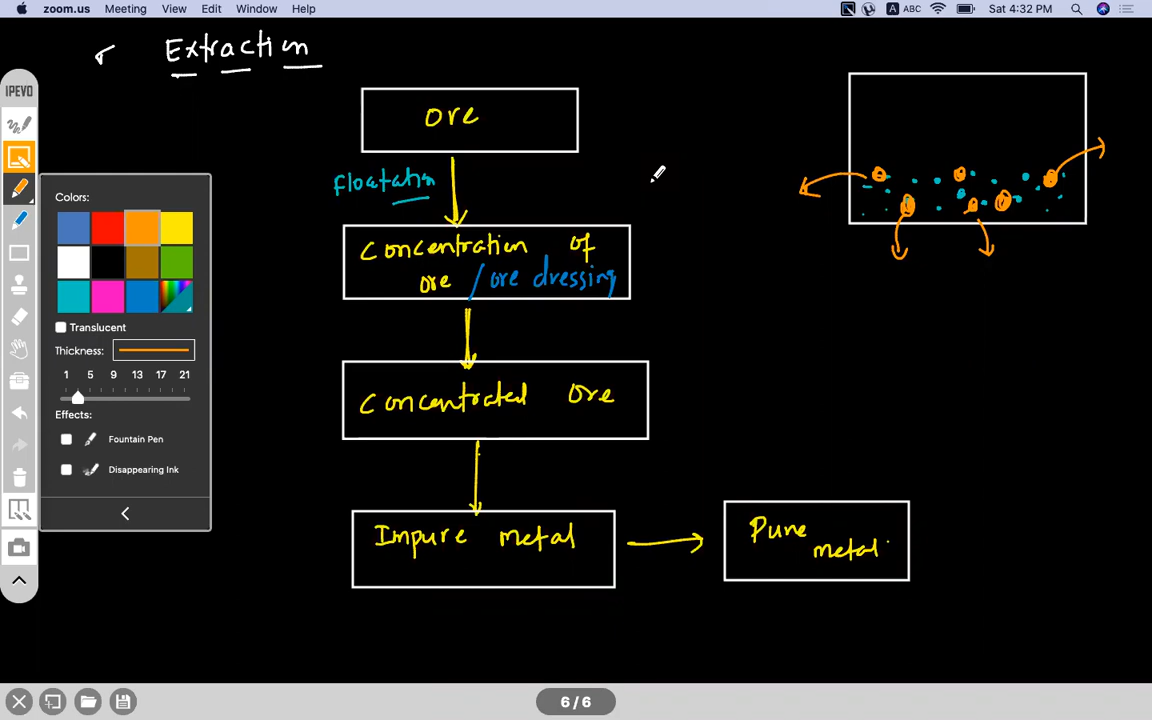 zoom.us Meeting View Edit Window Help
A ABC Sat 4:32 PM
Extraction
IPEVO
ore
Floatation
Concentration of
ore / ore dressing
Colors:
Translucent
Thickness:
1 5 9 13 17 21
Effects:
Fountain Pen
Disappearing Ink
Concentrated ore
Impure metal
Pure
metal.
6 / 6